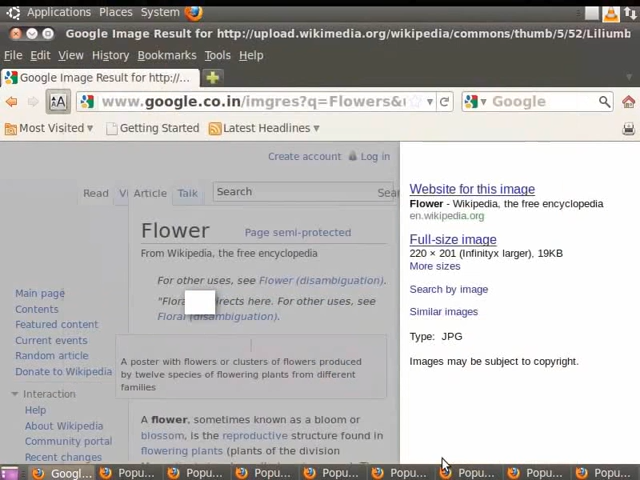 Applications Places System
Google Image Result for http://upload.wikimedia.org/wikipedia/commons/thumb/5/52/Liliumb
File Edit View History Bookmarks Tools Help
Google Image Result for http://...
www.google.co.in/imgres?q=Flowers&
Google
Most Visited Getting Started Latest Headlines
Create account Log in
Read Article Talk Search
Flower Page semi-protected
From Wikipedia, the free encyclopedia
For other uses, see Flower (disambiguation).
directs here. For other uses, see
Floral (disambiguation).
A poster with flowers or clusters of flowers produced
by twelve species of flowering plants from different
families
A flower, sometimes known as a bloom or
blossom, is the reproductive structure found in
flowering plants (plants of the division
Main page
Contents
Featured content
Current events
Random article
Donate to Wikipedia
Interaction
Help
About Wikipedia
Community portal
Recent changes
Website for this image
Flower - Wikipedia, the free encyclopedia
en.wikipedia.org
Full-size image
220 × 201 (Infinityx larger), 19KB
More sizes
Search by image
Similar images
Type: JPG
Images may be subject to copyright.
Googl... Popu... Popu... Popu... Popu... Popu... Popu... Popu... Popu...